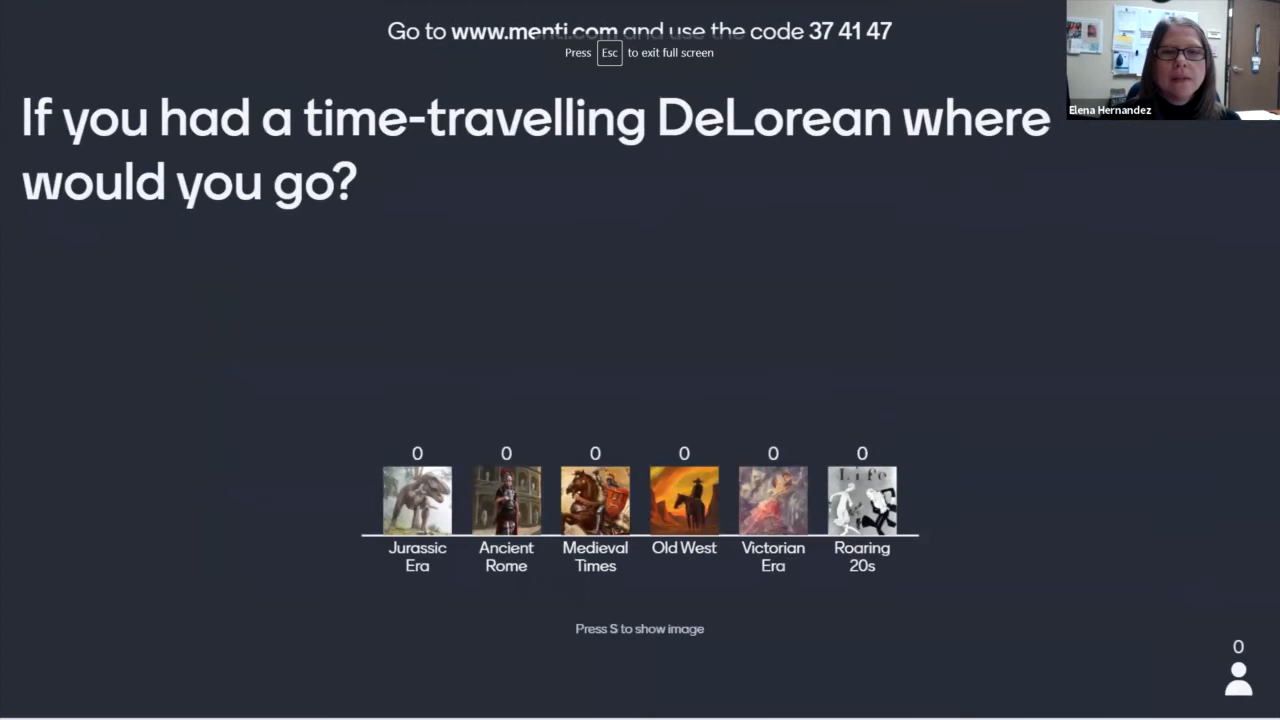 Go to www.menti.com and use the code 37 41 47
Press Esc to exit full screen
If you had a time-travelling DeLorean where
would you go?
Elena Hernandez
0 0 0 0 0 0
Life
Jurassic Era
Ancient Rome
Medieval Times
Old West
Victorian Era
Roaring 20s
Press S to show image
0